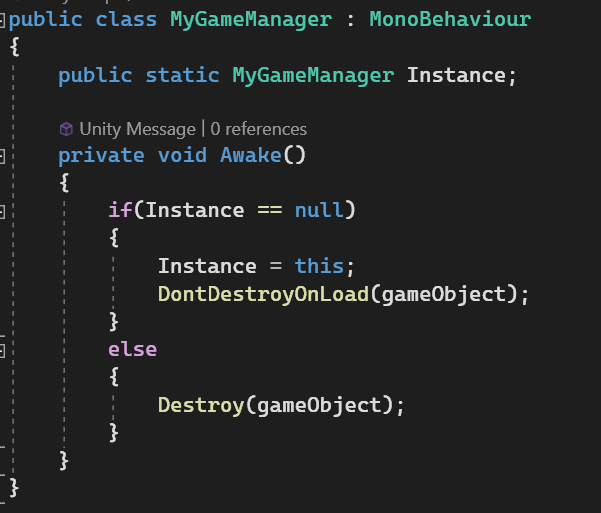 public class MyGameManager : MonoBehaviour
{
public static MyGameManager Instance;
Unity Message | 0 references
private void Awake()
{
if(Instance == null)
{
Instance = this;
DontDestroyOnLoad(gameObject);
}
else
{
Destroy(gameObject);
}
}
}